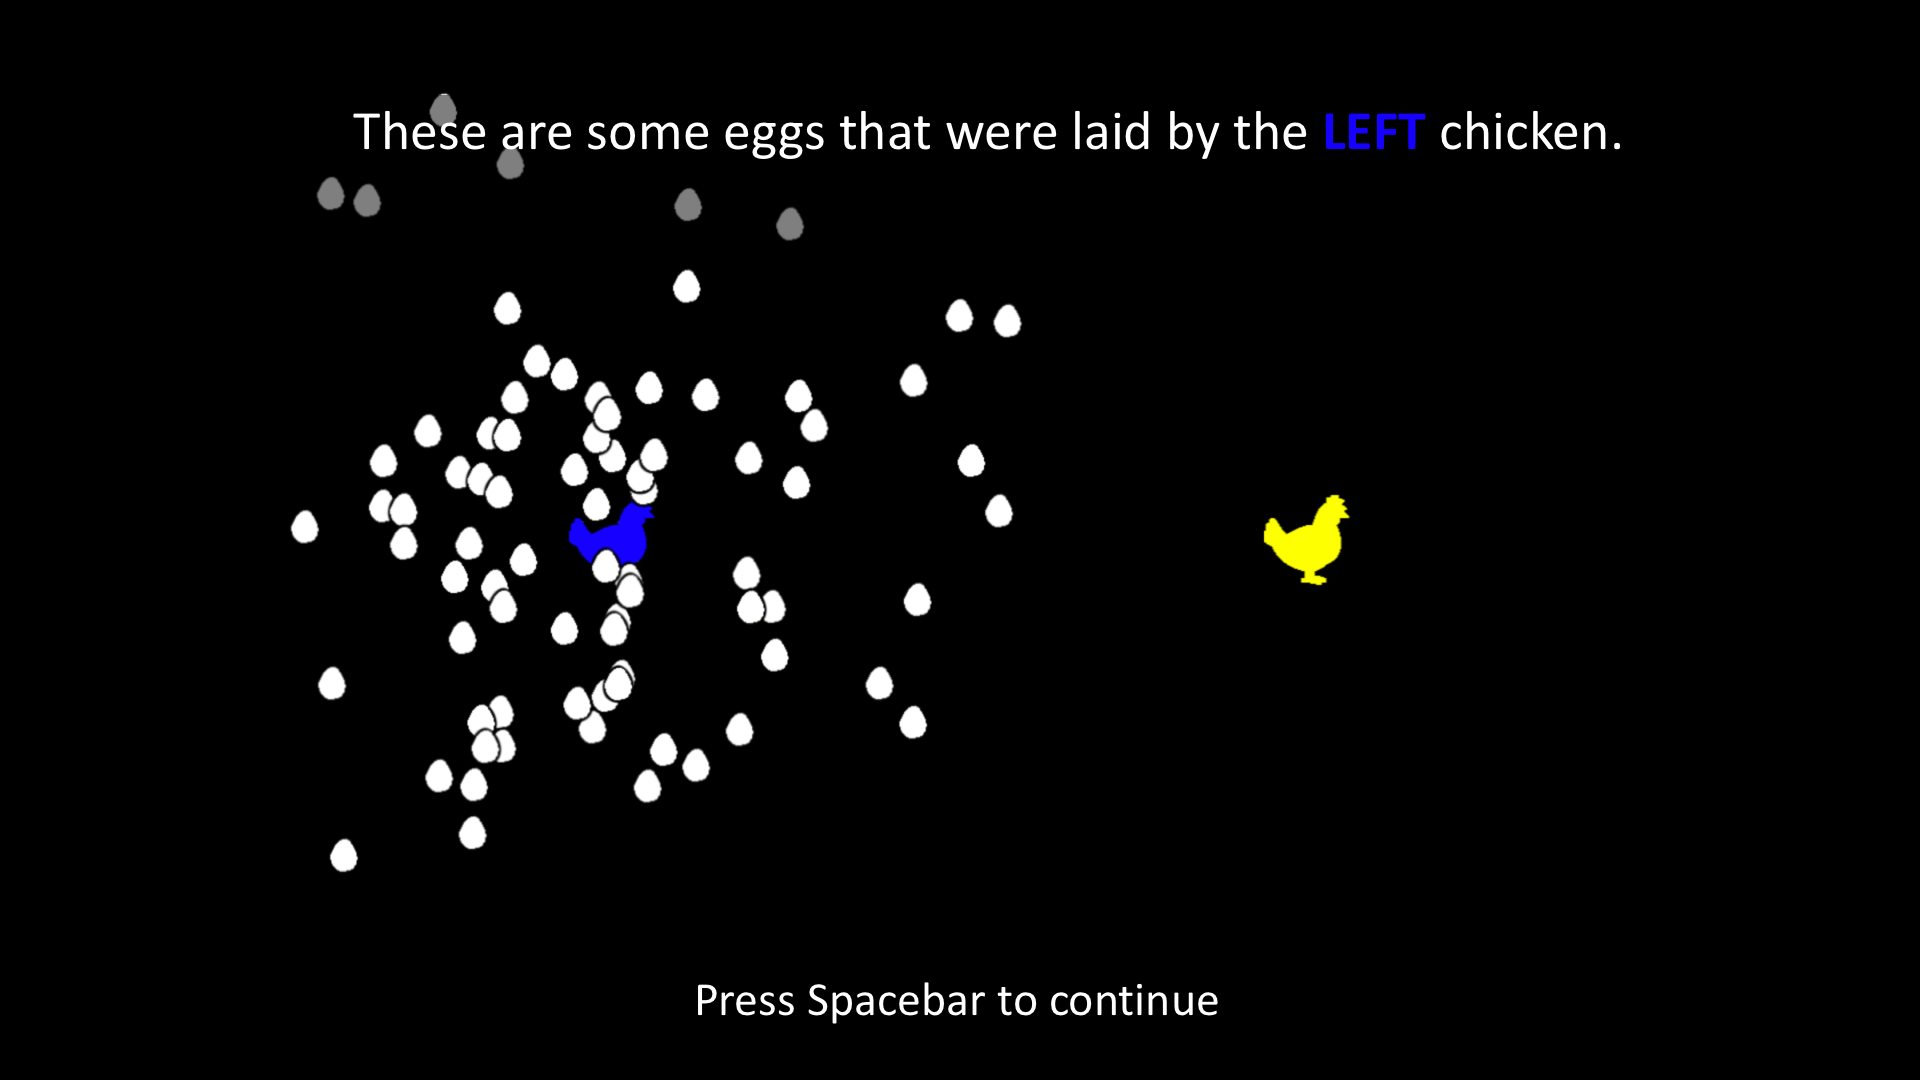 These are some eggs that were laid by the LEFT chicken.
Press Spacebar to continue